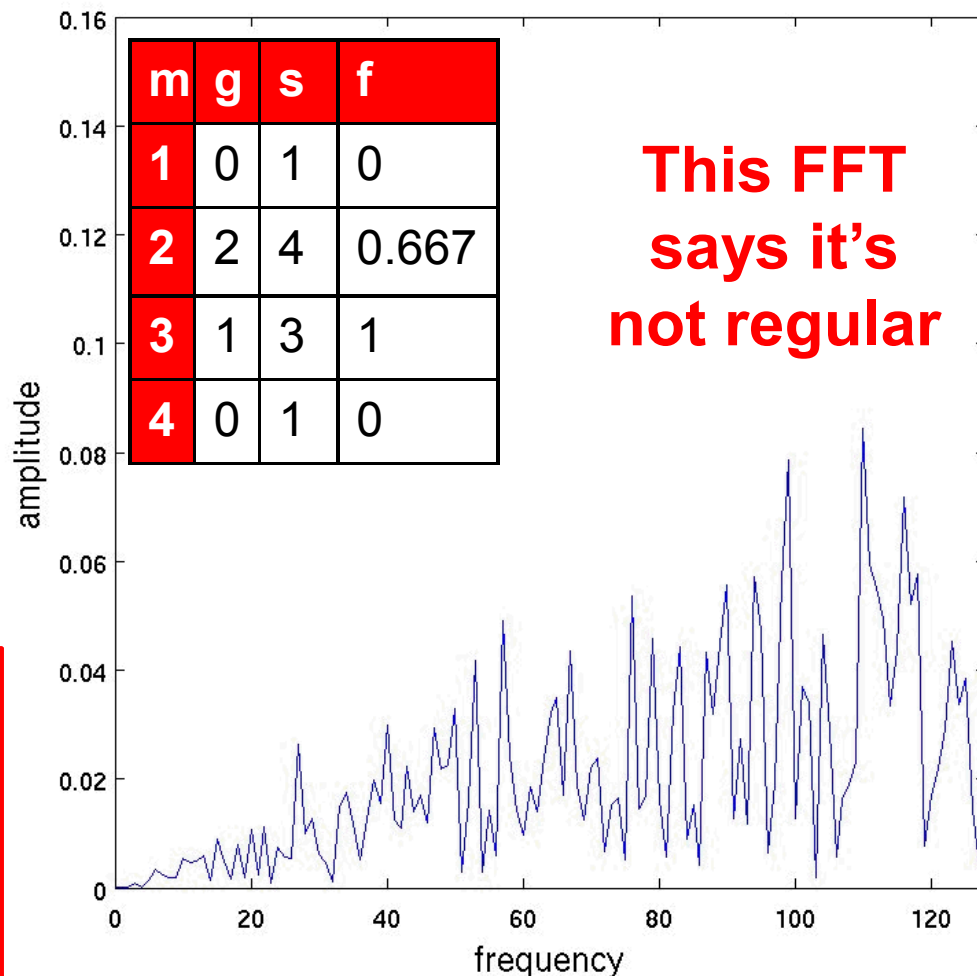 0.16
0.14
0.12
0.1
0.08
0.06
0.04
0.02
0
amplitude
m g s f
1 0 1 0
2 2 4 0.667
3 1 3 1
4 0 1 0
This FFT
says it's
not regular
0 20 40 60 80 100 120
frequency